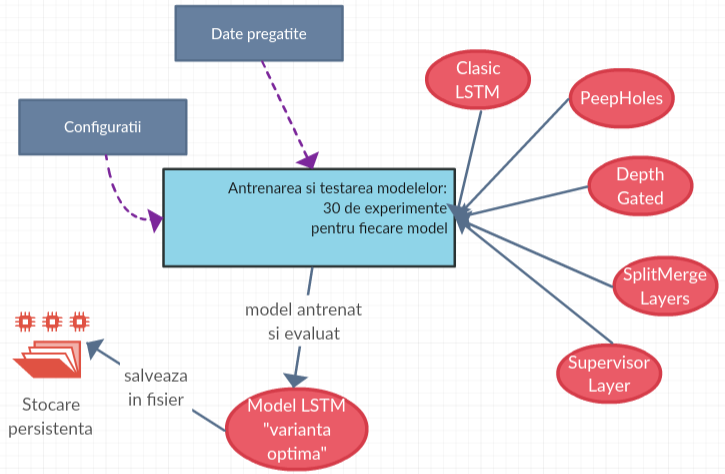 Date pregatite
Configuratii
Clasic
LSTM
PeepHoles
Depth
Gated
SplitMerge
Layers
Supervisor
Layer
Antrenarea si testarea modelelor:
30 de experimente
pentru fiecare model
model antrenat
si evaluat
Model LSTM
"varianta
optima"
salveaza
in fisier
Stocare
persistenta